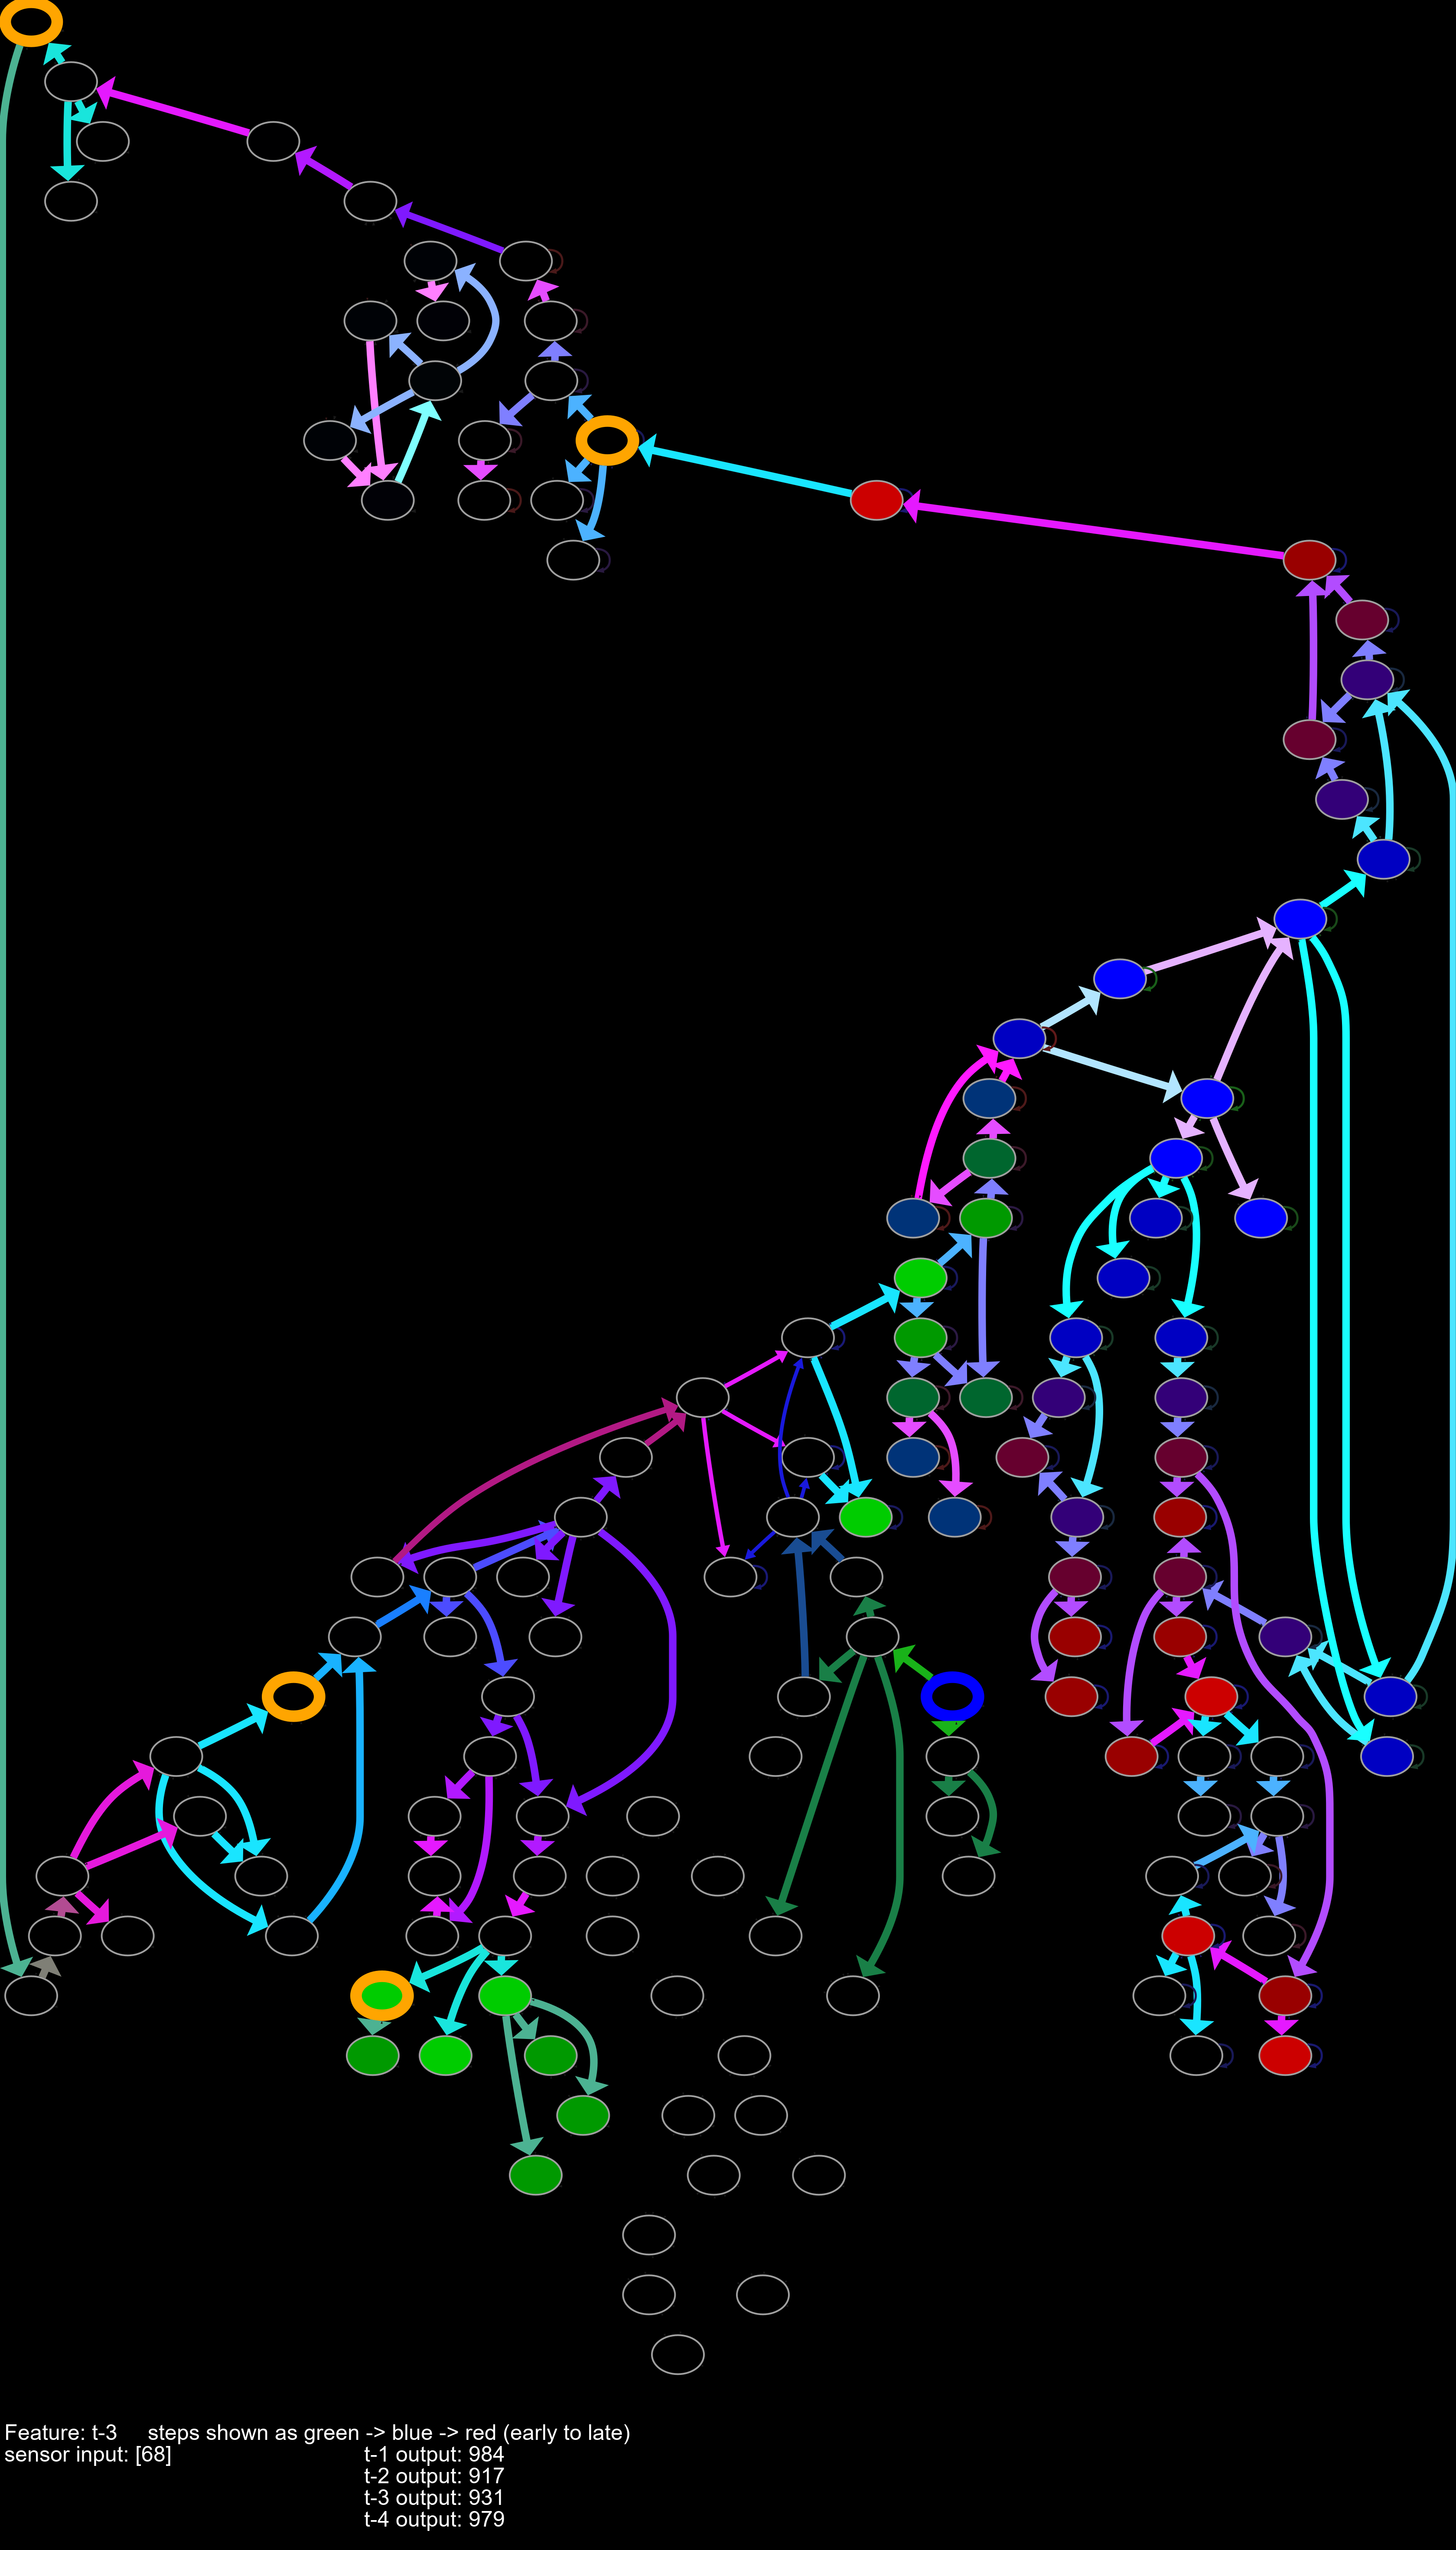 Feature: t-3 steps shown as green -> blue -> red (early to late)
sensor input: [68] t-1 output: 984
t-2 output: 917
t-3 output: 931
t-4 output: 979